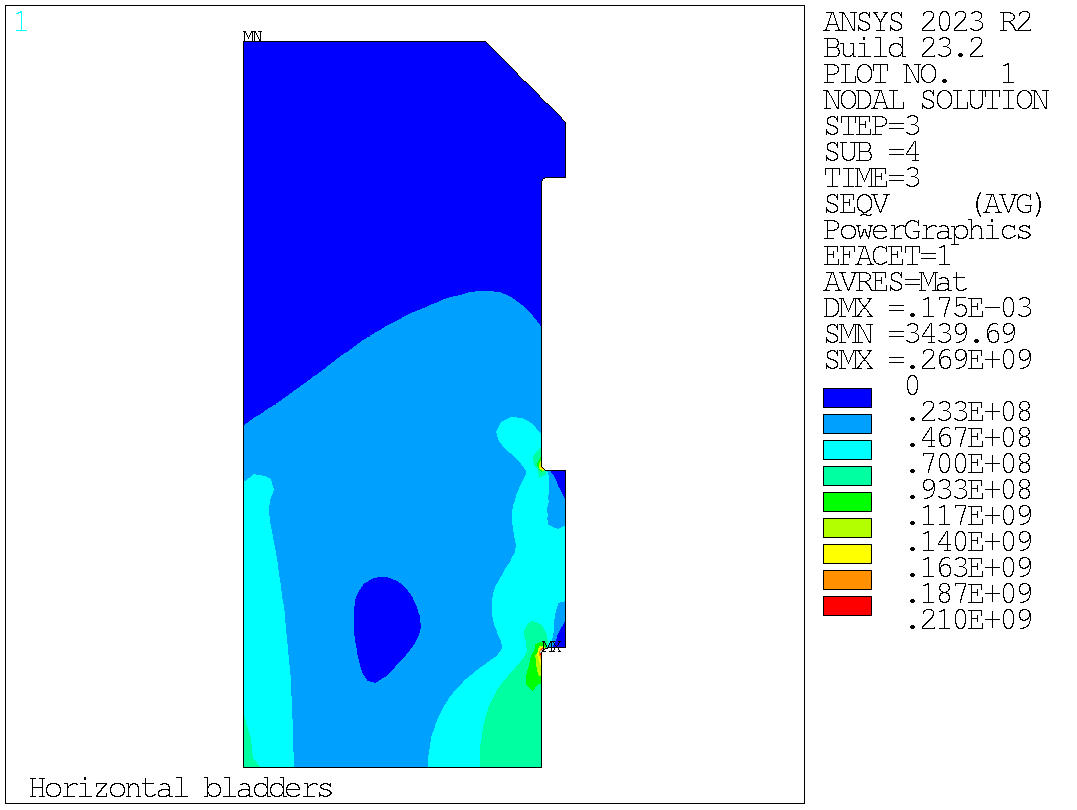 1
MN
MX
Horizontal bladders
ANSYS 2023 R2
Build 23.2
PLOT NO.   1
NODAL SOLUTION
STEP=3
SUB =4
TIME=3
SEQV     (AVG)
PowerGraphics
EFACET=1
AVRES=Mat
DMX =.175E-03
SMN =3439.69
SMX =.269E+09
0
.233E+08
.467E+08
.700E+08
.933E+08
.117E+09
.140E+09
.163E+09
.187E+09
.210E+09